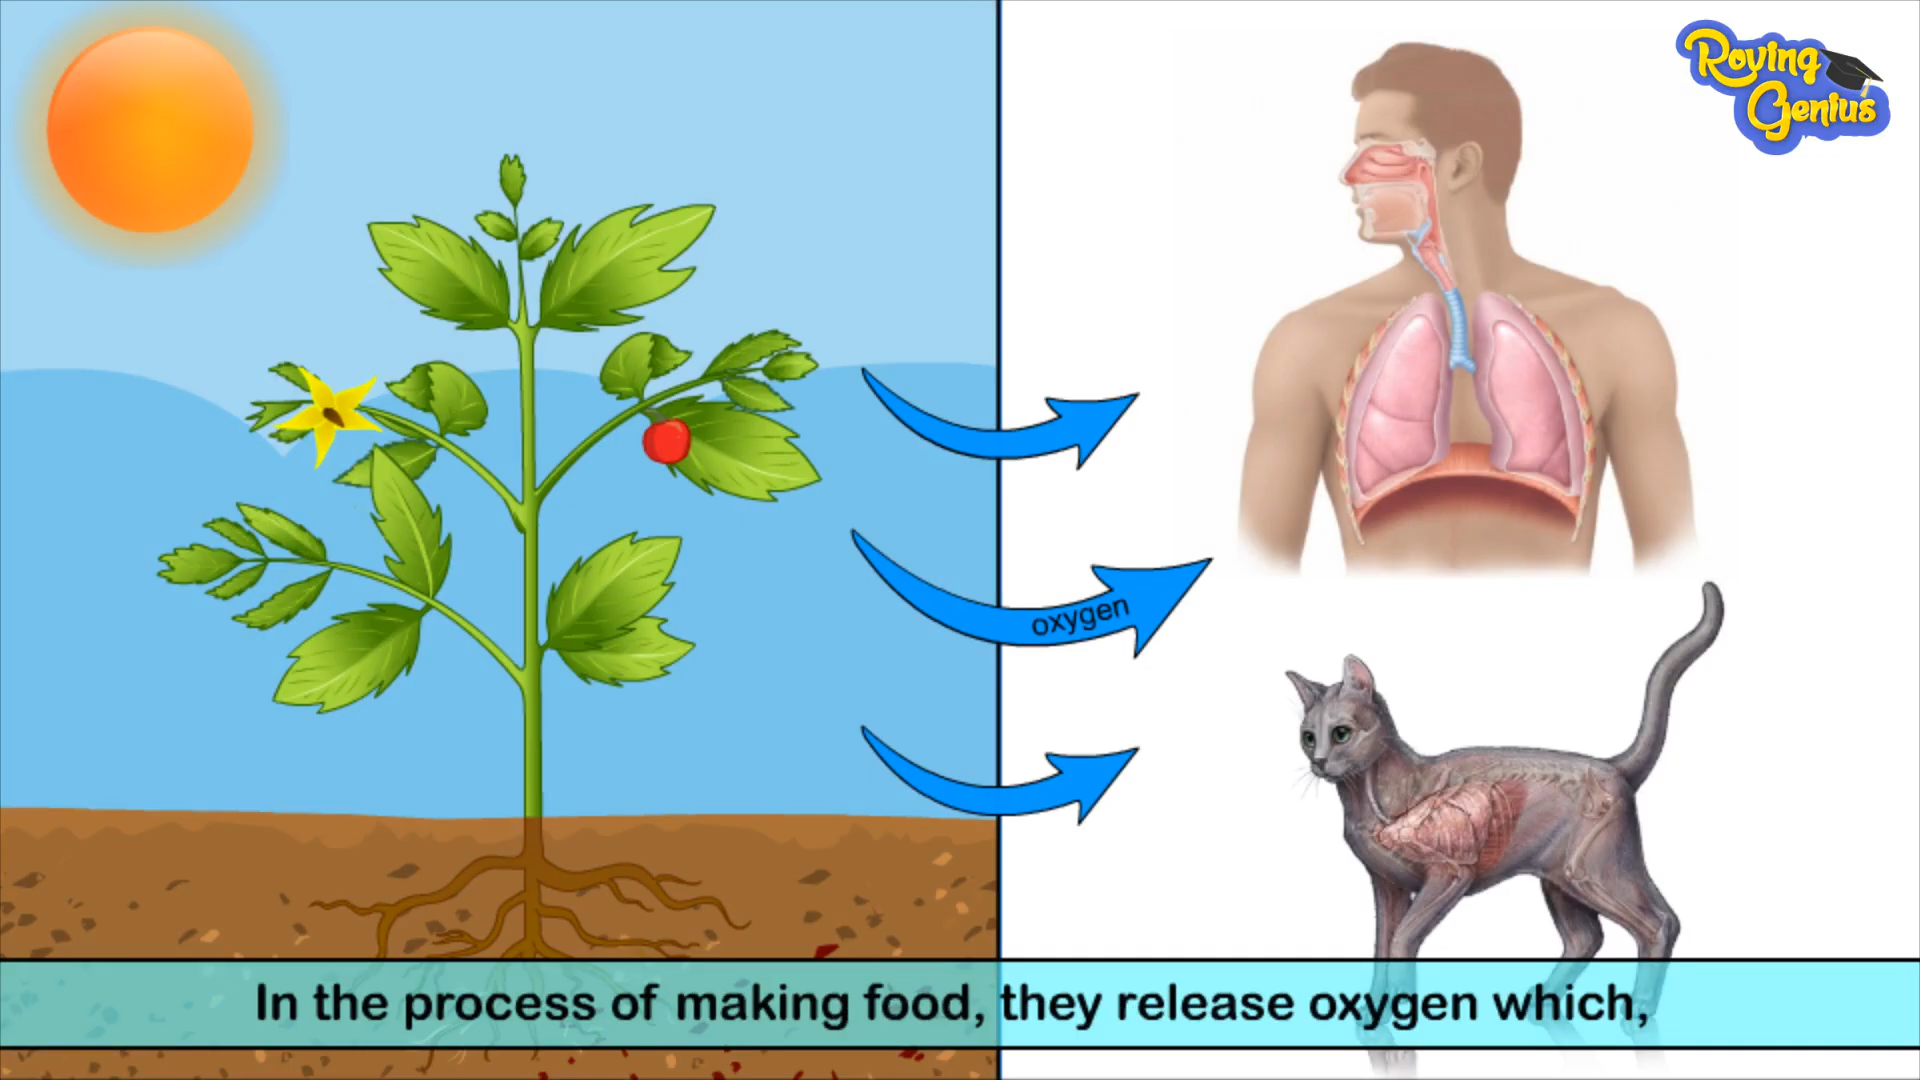 Roving
Genius
oxygen
In the process of making food, they release oxygen which,